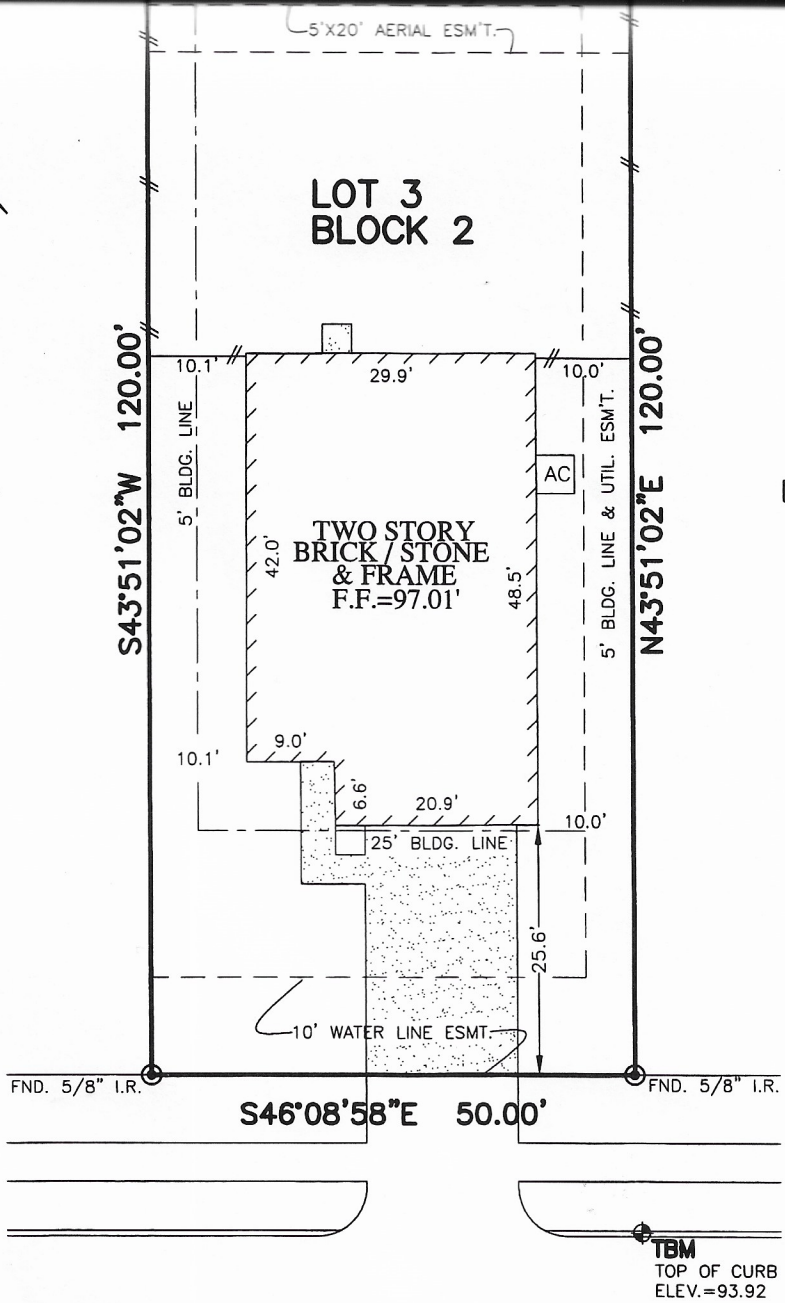 5'X20' AERIAL ESM'T.
LOT 3
BLOCK 2
S43°51'02"W 120.00'
N43°51'02"E 120.00'
10.1'
29.9'
10.0'
5' BLDG. LINE
5' BLDG. LINE & UTIL. ESM'T.
AC
42.0'
48.5'
TWO STORY
BRICK / STONE
& FRAME
F.F.=97.01'
10.1'
9.0'
6.6'
20.9'
10.0'
25' BLDG. LINE
25.6'
10' WATER LINE ESMT.
FND. 5/8" I.R.
FND. 5/8" I.R.
S46°08'58"E 50.00'
TBM
TOP OF CURB
ELEV.=93.92